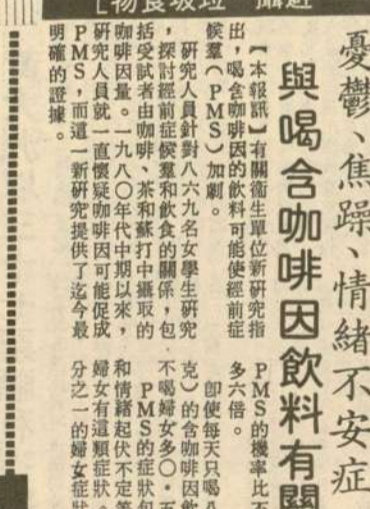 憂鬱、焦躁、情緒不安症
與喝含咖啡因飲料有關
【本報訊】有關衛生單位新研究指
出，喝含咖啡因的飲料可能使經前症
候羣（PMS）加劇。
研究人員針對八六九名女學生研究
，探討經前症候羣和飲食的關係，包
括受試者由咖啡、茶和蘇打中攝取的
咖啡因量。一九八〇年代中期以來，
研究人員就一直懷疑咖啡因可能促成
PMS，而這一新研究提供了迄今最
明確的證據。
PMS的機率比不
多六倍。
即使每天只喝八
克）的含咖啡因飲
不喝婦女多〇．五
PMS的症狀包
和情緒起伏不定等
婦女有這類症狀。
分之一的婦女症狀